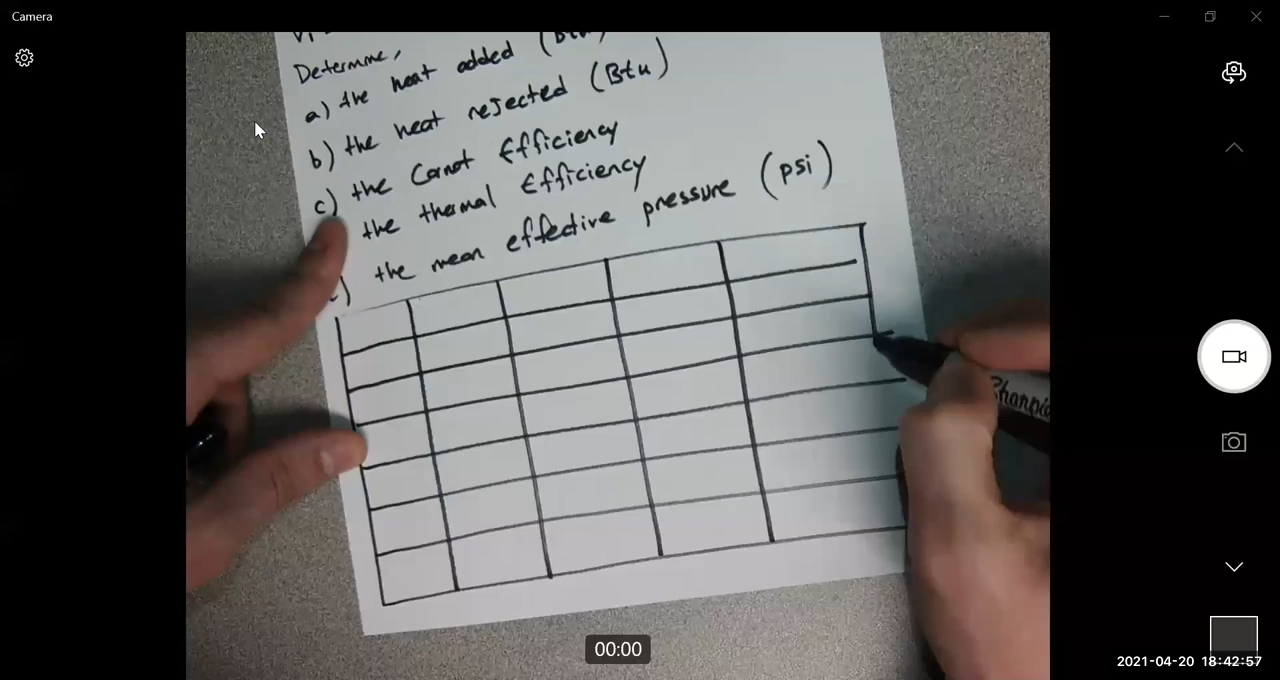 Camera
Determine,
a) the heat added (Btu)
b) the heat rejected (Btu)
c) the Carnot Efficiency
the thermal Efficiency
the mean effective pressure (psi)
Sharpie
00:00
2021-04-20 18:42:57